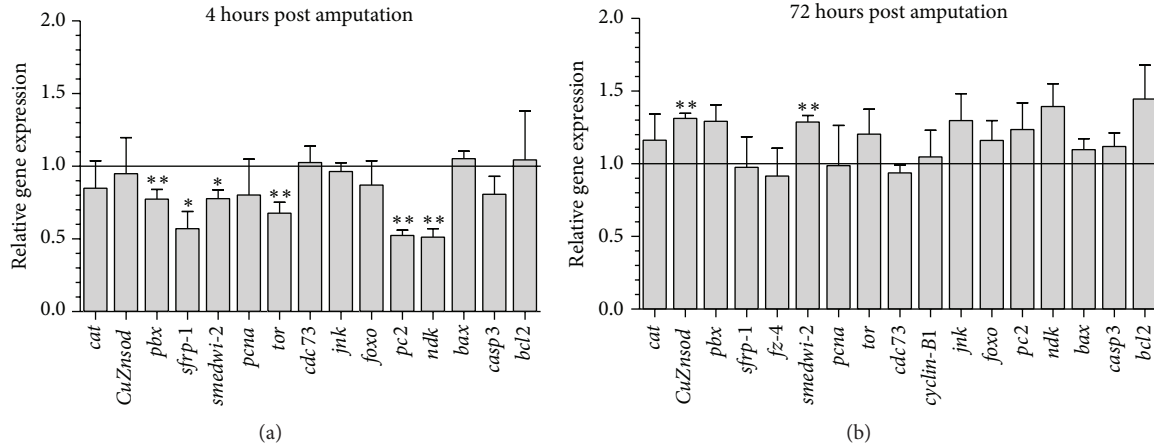 4 hours post amputation
Relative gene expression
2.0
1.5
1.0
0.5
0.0
**
*
*
**
**
**
cat
CuZnsod
pbx
sfrp-1
smedwi-2
pcna
tor
cdc73
jnk
foxo
pc2
ndk
bax
casp3
bcl2
(a)
72 hours post amputation
Relative gene expression
2.0
1.5
1.0
0.5
0.0
**
**
cat
CuZnsod
pbx
sfrp-1
fz-4
smedwi-2
pcna
tor
cdc73
cyclin-B1
jnk
foxo
pc2
ndk
bax
casp3
bcl2
(b)